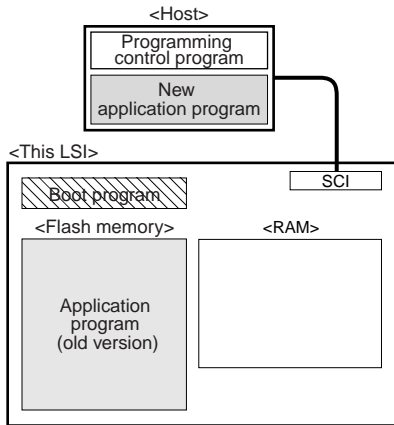 <Host>
Programming
control program
New
application program
<This LSI>
SCI
Boot program
<Flash memory>
<RAM>
Application
program
(old version)